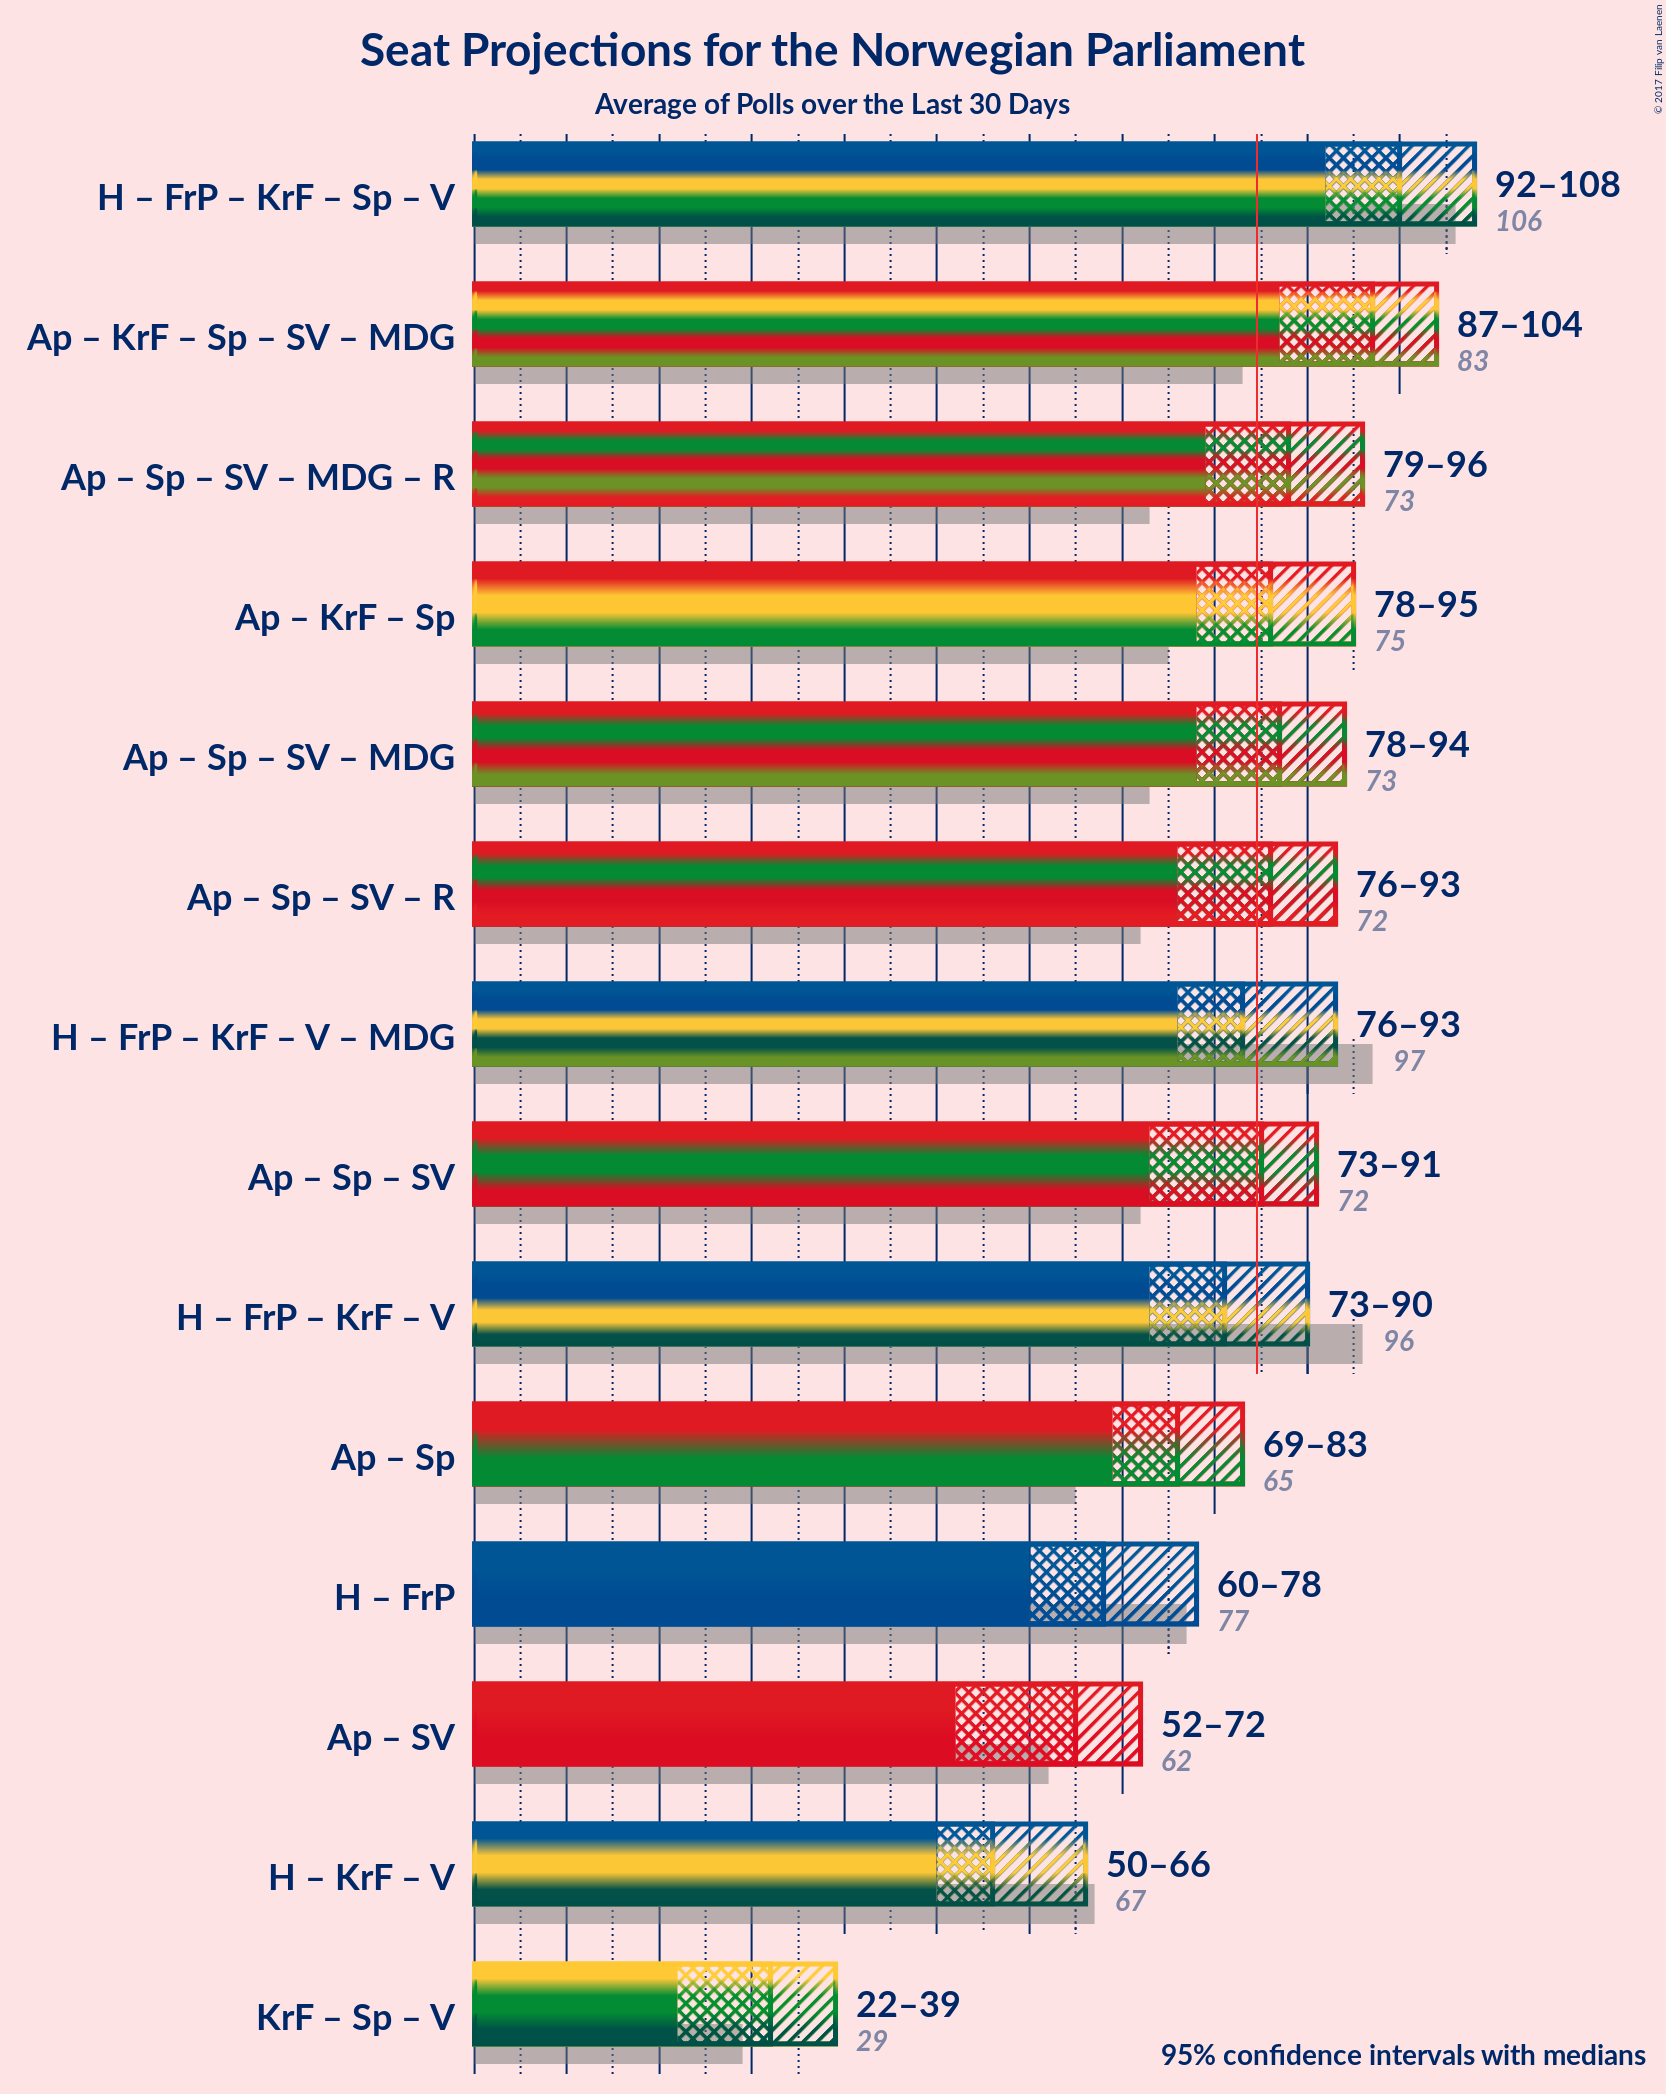 Seat Projections for the Norwegian Parliament
Average of Polls over the Last 30 Days
© 2017 Filip van Laenen
H – FrP – KrF – Sp – V
92–108
106
Ap – KrF – Sp – SV – MDG
87–104
83
Ap – Sp – SV – MDG – R
79–96
73
Ap – KrF – Sp
78–95
75
Ap – Sp – SV – MDG
78–94
73
Ap – Sp – SV – R
76–93
72
H – FrP – KrF – V – MDG
76–93
97
Ap – Sp – SV
73–91
72
H – FrP – KrF – V
73–90
96
Ap – Sp
69–83
65
H – FrP
60–78
77
Ap – SV
52–72
62
H – KrF – V
50–66
67
KrF – Sp – V
22–39
29
95% confidence intervals with medians